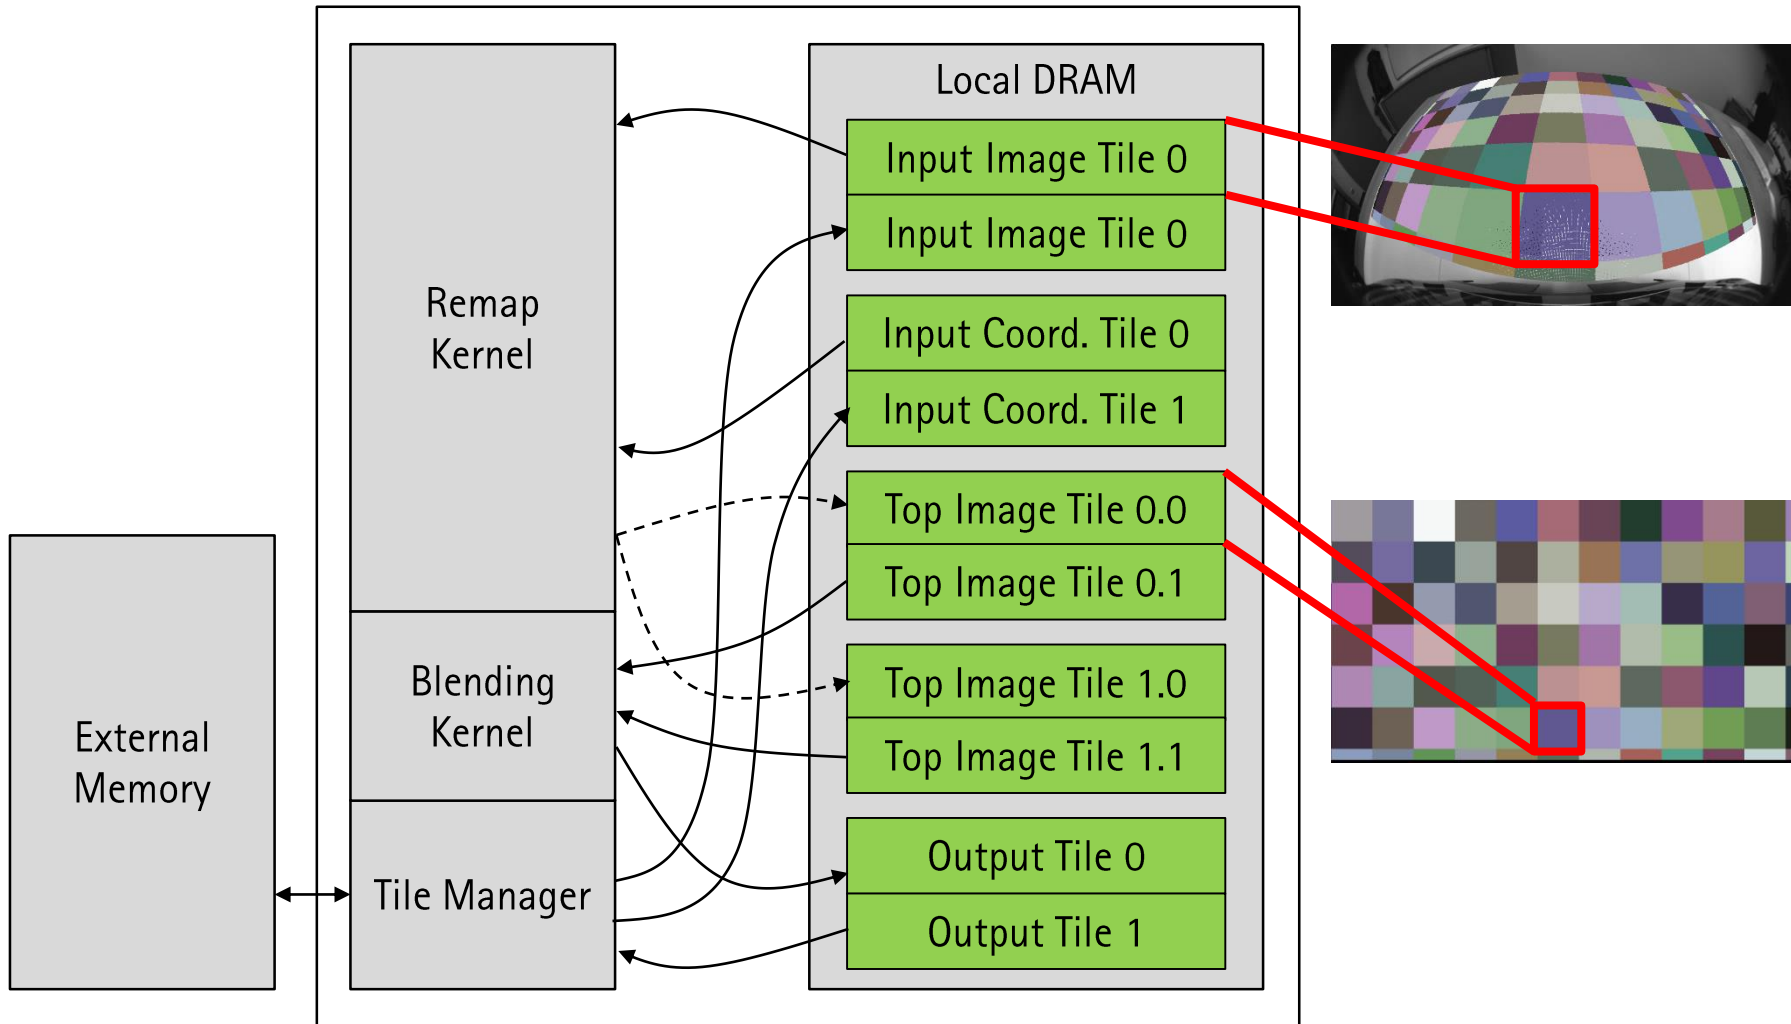 Local DRAM
Input Image Tile 0
Input Image Tile 0
Remap
Kernel
Input Coord. Tile 0
Input Coord. Tile 1
Top Image Tile 0.0
Top Image Tile 0.1
Blending
Kernel
Top Image Tile 1.0
Top Image Tile 1.1
External
Memory
Tile Manager
Output Tile 0
Output Tile 1